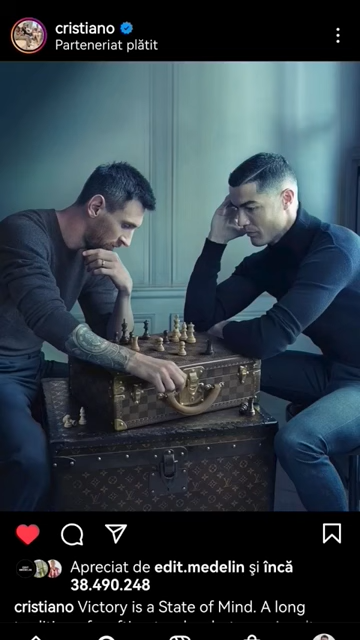 cristiano
Parteneriat plătit
Apreciat de edit.medelin și încă
38.490.248
cristiano Victory is a State of Mind. A long